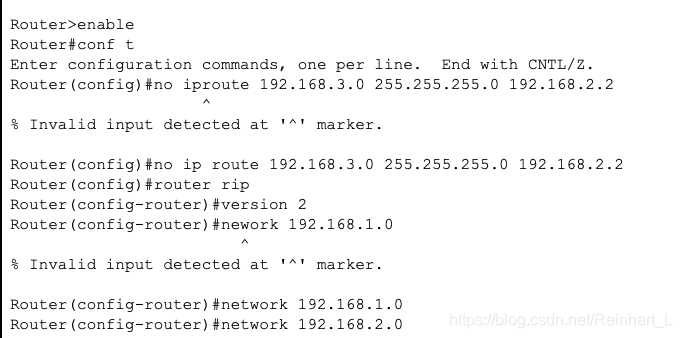 Router>enable
Router#conf t
Enter configuration commands, one per line.  End with CNTL/Z.
Router(config)#no iproute 192.168.3.0 255.255.255.0 192.168.2.2
^
% Invalid input detected at '^' marker.
Router(config)#no ip route 192.168.3.0 255.255.255.0 192.168.2.2
Router(config)#router rip
Router(config-router)#version 2
Router(config-router)#nework 192.168.1.0
^
% Invalid input detected at '^' marker.
Router(config-router)#network 192.168.1.0
Router(config-router)#network 192.168.2.0
https://blog.csdn.net/Reinhart_L